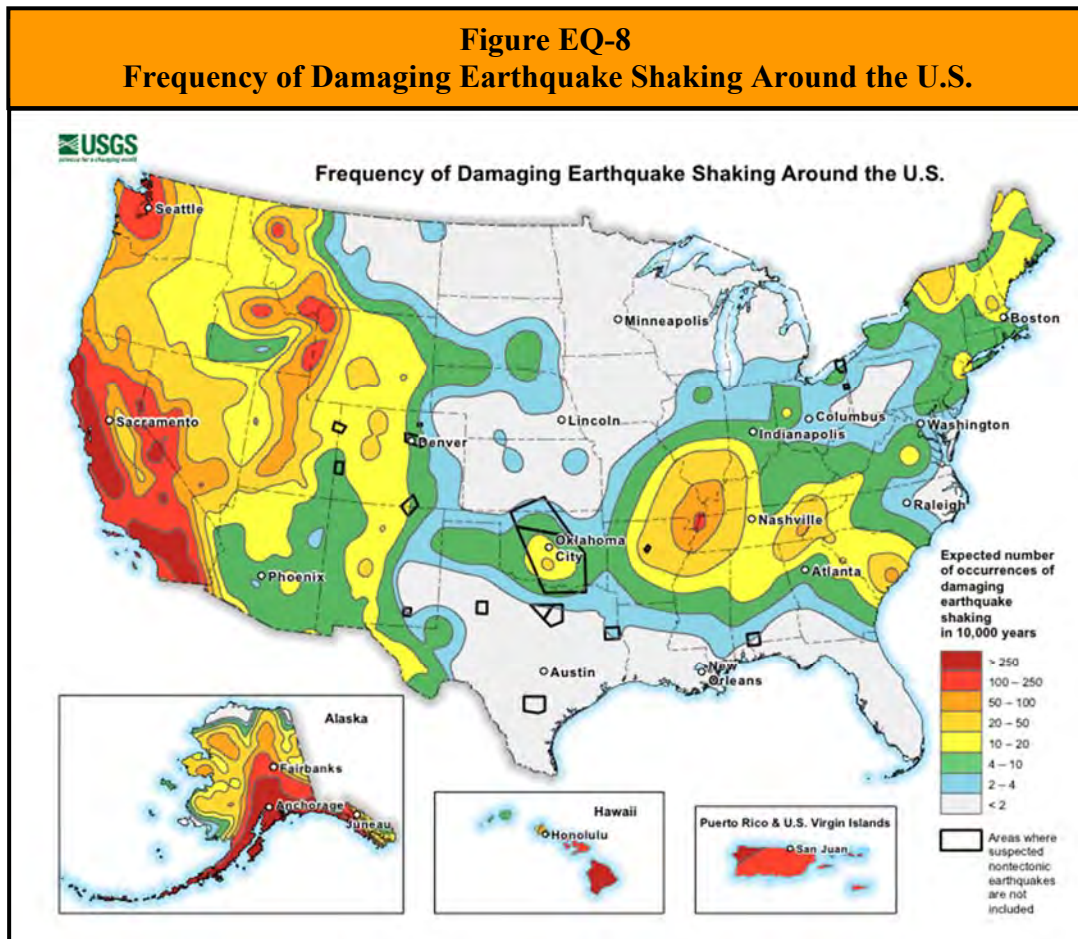 Figure EQ-8
Frequency of Damaging Earthquake Shaking Around the U.S.
USGS
science for a changing world
Frequency of Damaging Earthquake Shaking Around the U.S.
Seattle
Minneapolis
Boston
Sacramento
Lincoln
Columbus
Denver
Indianapolis
Washington
Raleigh
Nashville
Oklahoma
City
Phoenix
Atlanta
Austin
New
Orleans
Expected number
of occurrences of
damaging
earthquake
shaking
in 10,000 years
> 250
100 – 250
50 – 100
20 – 50
10 – 20
4 – 10
2 – 4
< 2
Areas where
suspected
nontectonic
earthquakes
are not
included
Alaska
Fairbanks
Anchorage
Juneau
Hawaii
Honolulu
Puerto Rico & U.S. Virgin Islands
San Juan